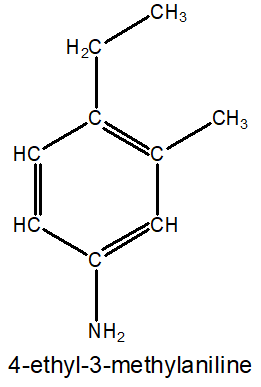 CH₃
H₂C
C
CH₃
HC
C
HC
CH
C
NH₂
4-ethyl-3-methylaniline